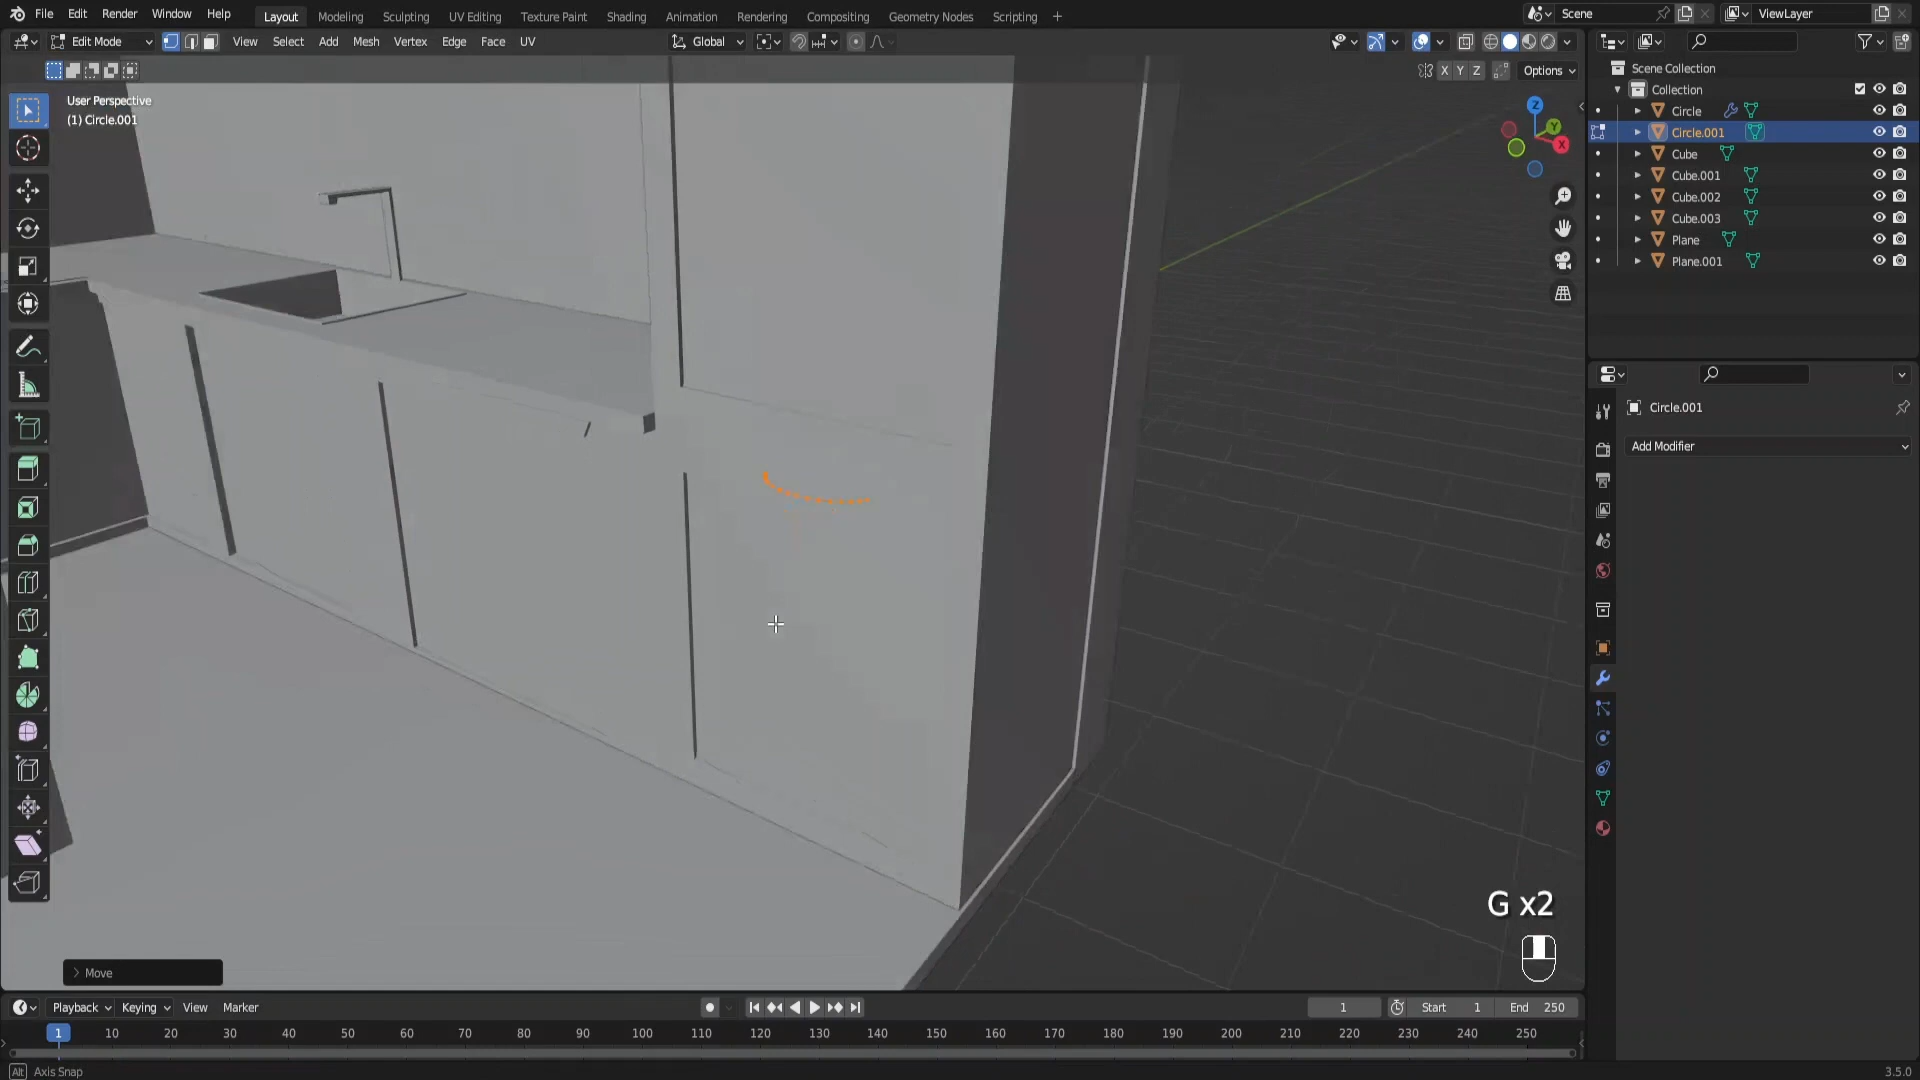 File Edit Render Window Help Layout Modeling Sculpting UV Editing Texture Paint Shading Animation Rendering Compositing Geometry Nodes Scripting + Scene ViewLayer
Edit Mode View Select Add Mesh Vertex Edge Face UV Global
X Y Z Options
User Perspective
(1) Circle.001
Z
Y
X
Scene Collection
Collection
Circle
Circle.001
Cube
Cube.001
Cube.002
Cube.003
Plane
Plane.001
Circle.001
Add Modifier
G x2
Move
Playback Keying View Marker 1 Start 1 End 250
1 10 20 30 40 50 60 70 80 90 100 110 120 130 140 150 160 170 180 190 200 210 220 230 240 250
Alt Axis Snap 3.5.0